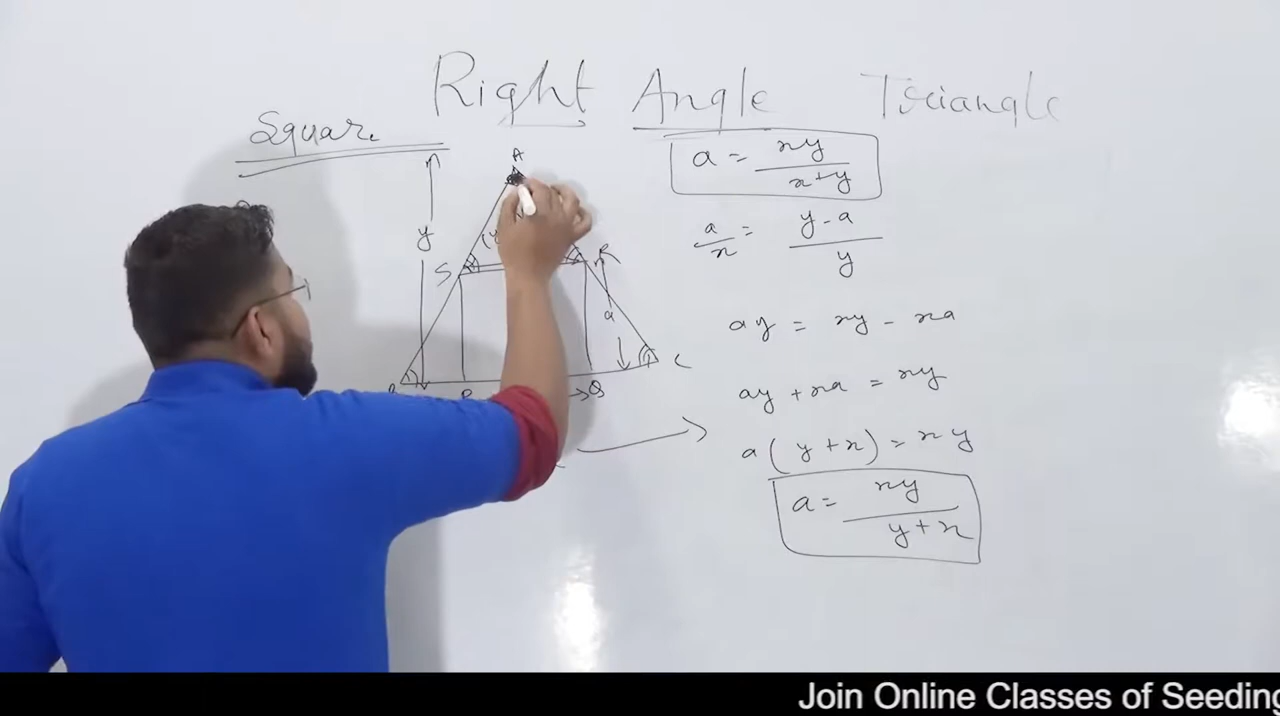 Right Angle Triangle
Square
A
a = xy / x+y
y
a/x = y-a / y
S
R
a
ay = xy - xa
C
P
Q
ay + xa = xy
a(y+x) = xy
a = xy / y+x
Join Online Classes of Seeding